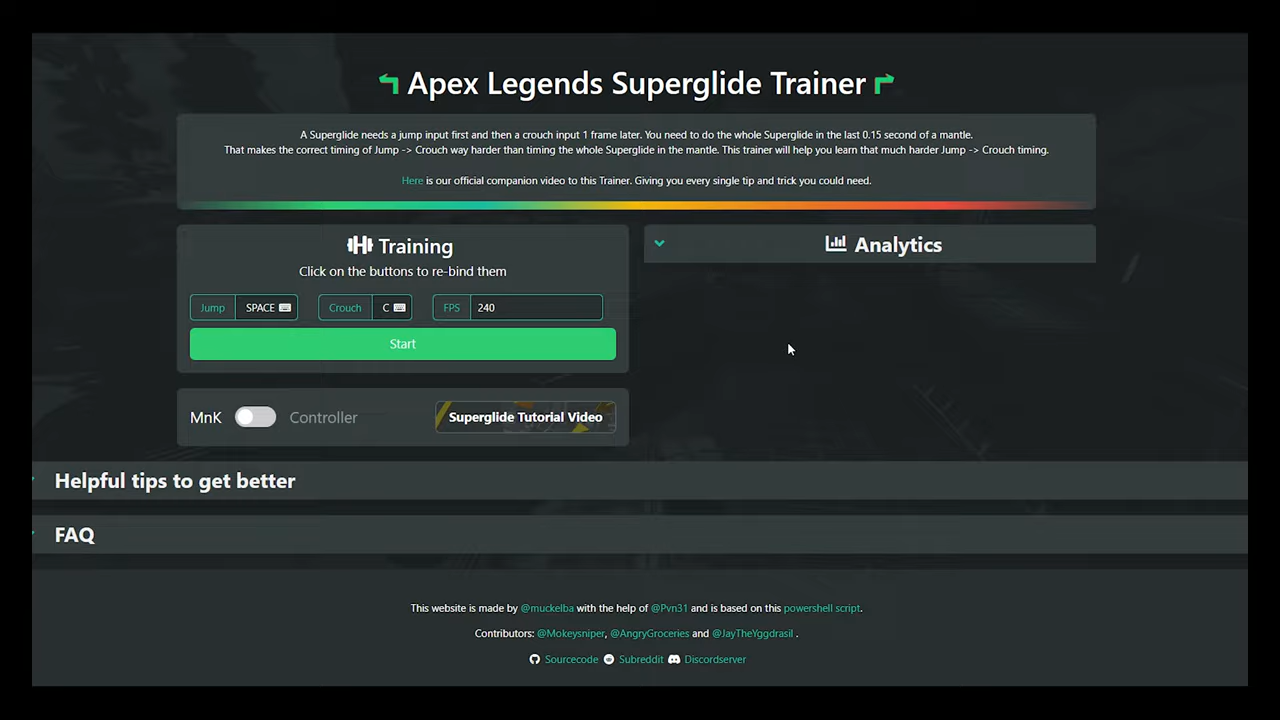 Apex Legends Superglide Trainer
A Superglide needs a jump input first and then a crouch input 1 frame later. You need to do the whole Superglide in the last 0.15 second of a mantle.
That makes the correct timing of Jump -> Crouch way harder than timing the whole Superglide in the mantle. This trainer will help you learn that much harder Jump -> Crouch timing.
Here is our official companion video to this Trainer. Giving you every single tip and trick you could need.
Training
Click on the buttons to re-bind them
Jump SPACE Crouch C FPS 240
Start
MnK Controller Superglide Tutorial Video
Analytics
Helpful tips to get better
FAQ
This website is made by @muckelba with the help of @Pvn31 and is based on this powershell script.
Contributors: @Mokeysniper, @AngryGroceries and @JayTheYggdrasil .
Sourcecode Subreddit Discordserver